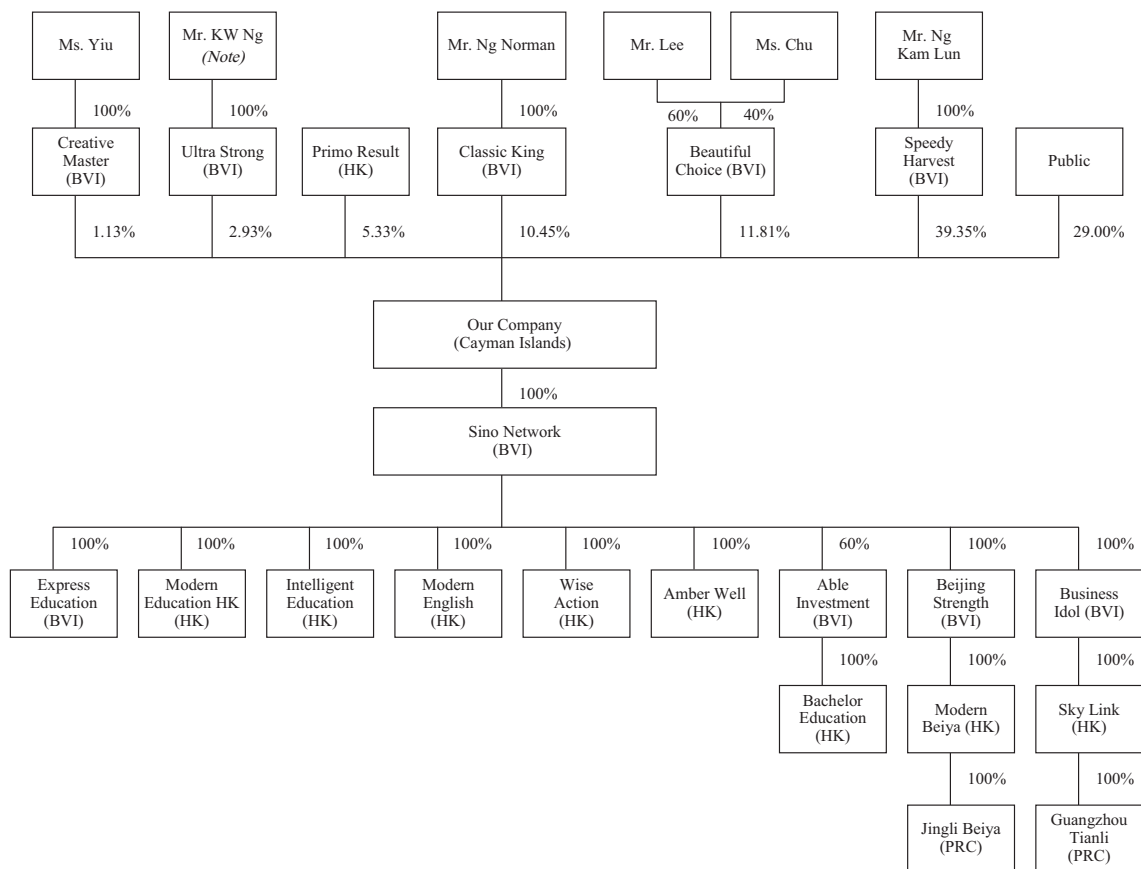 Ms. Yiu
Mr. KW Ng
(Note)
Mr. Ng Norman
Mr. Lee
Ms. Chu
Mr. Ng
Kam Lun
100%
100%
100%
60%
40%
100%
Creative
Master
(BVI)
Ultra Strong
(BVI)
Primo Result
(HK)
Classic King
(BVI)
Beautiful
Choice (BVI)
Speedy
Harvest
(BVI)
Public
1.13%
2.93%
5.33%
10.45%
11.81%
39.35%
29.00%
Our Company
(Cayman Islands)
100%
Sino Network
(BVI)
100%
100%
100%
100%
100%
100%
60%
100%
100%
Express
Education
(BVI)
Modern
Education HK
(HK)
Intelligent
Education
(HK)
Modern
English
(HK)
Wise
Action
(HK)
Amber Well
(HK)
Able
Investment
(BVI)
Beijing
Strength
(BVI)
Business
Idol (BVI)
100%
100%
100%
Bachelor
Education
(HK)
Modern
Beiya (HK)
Sky Link
(HK)
100%
100%
Jingli Beiya
(PRC)
Guangzhou
Tianli
(PRC)